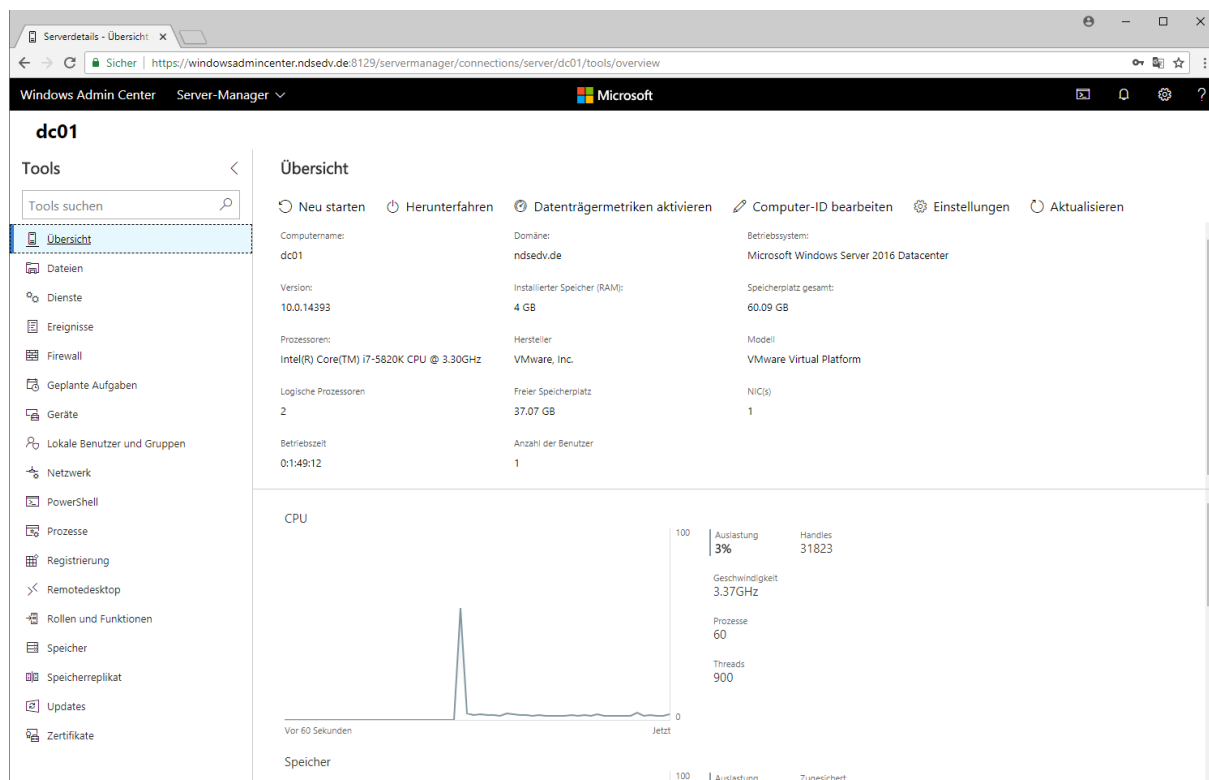 Serverdetails - Übersicht
Sicher | https://windowsadmincenter.ndsedv.de:8129/servermanager/connections/server/dc01/tools/overview
Windows Admin Center Server-Manager Microsoft ?
dc01
Tools
Tools suchen
Übersicht
Dateien
Dienste
Ereignisse
Firewall
Geplante Aufgaben
Geräte
Lokale Benutzer und Gruppen
Netzwerk
PowerShell
Prozesse
Registrierung
Remotedesktop
Rollen und Funktionen
Speicher
Speicherreplikat
Updates
Zertifikate
Übersicht
Neu starten Herunterfahren Datenträgermetriken aktivieren Computer-ID bearbeiten Einstellungen Aktualisieren
Computername: Domäne: Betriebssystem:
dc01 ndsedv.de Microsoft Windows Server 2016 Datacenter
Version: Installierter Speicher (RAM): Speicherplatz gesamt:
10.0.14393 4 GB 60.09 GB
Prozessoren: Hersteller Modell
Intel(R) Core(TM) i7-5820K CPU @ 3.30GHz VMware, Inc. VMware Virtual Platform
Logische Prozessoren Freier Speicherplatz NIC(s)
2 37.07 GB 1
Betriebszeit Anzahl der Benutzer
0:1:49:12 1
CPU
100
Auslastung Handles
3% 31823
Geschwindigkeit
3.37GHz
Prozesse
60
Threads
900
0
Vor 60 Sekunden Jetzt
Speicher
100
Auslastung Zugesichert